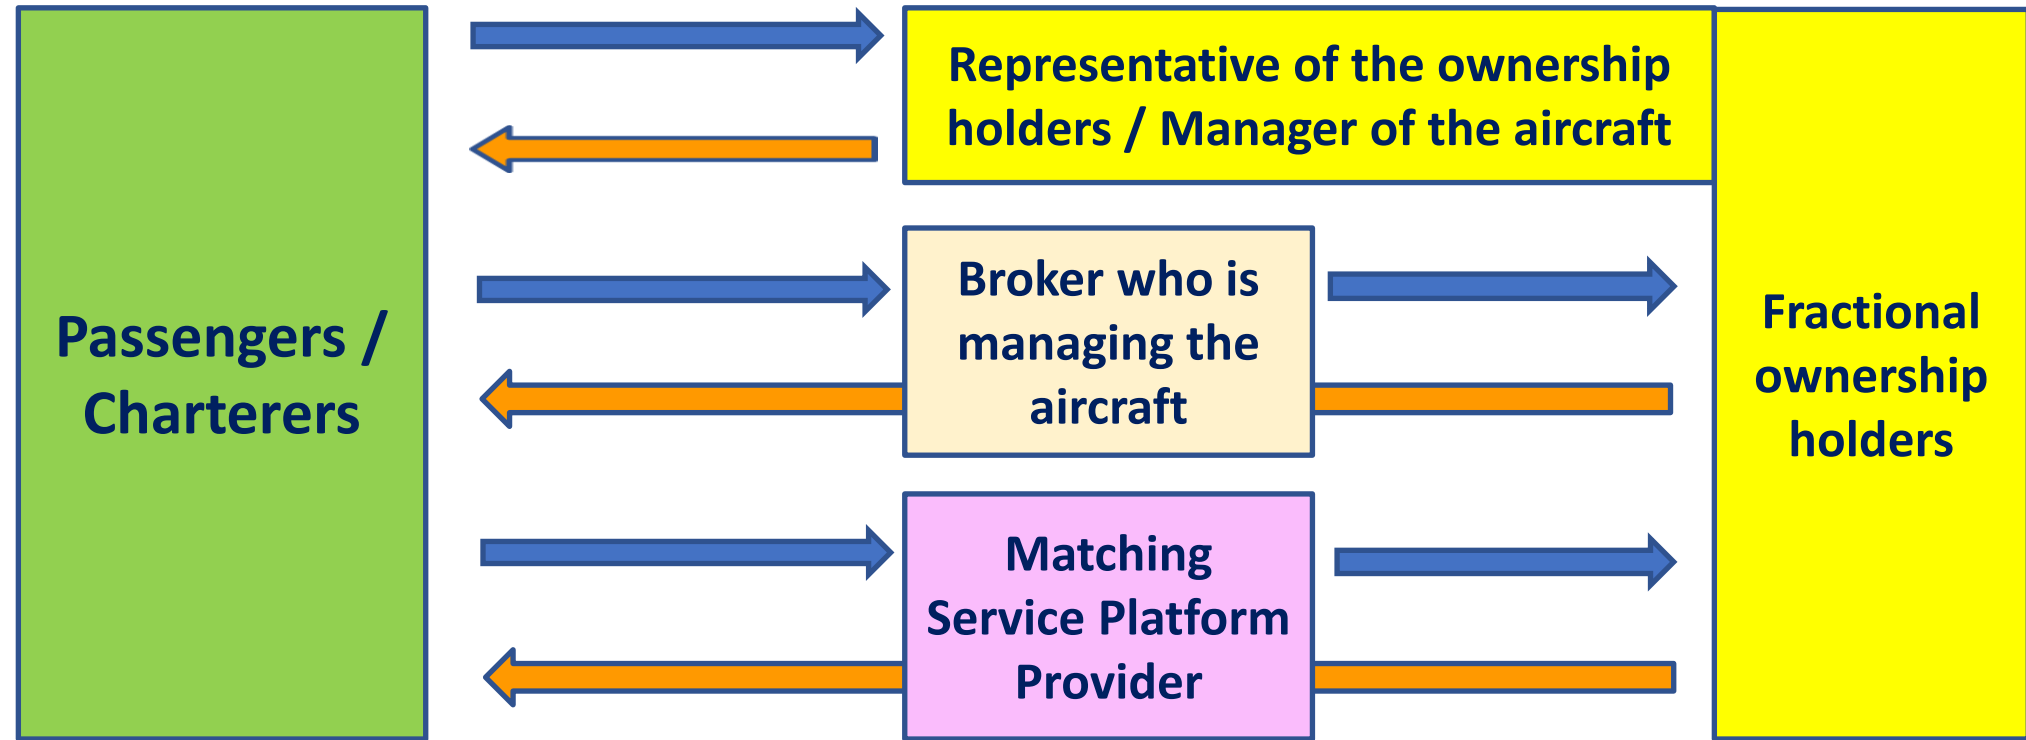 Passengers /
Charterers
Representative of the ownership
holders / Manager of the aircraft
Broker who is
managing the
aircraft
Matching
Service Platform
Provider
Fractional
ownership
holders